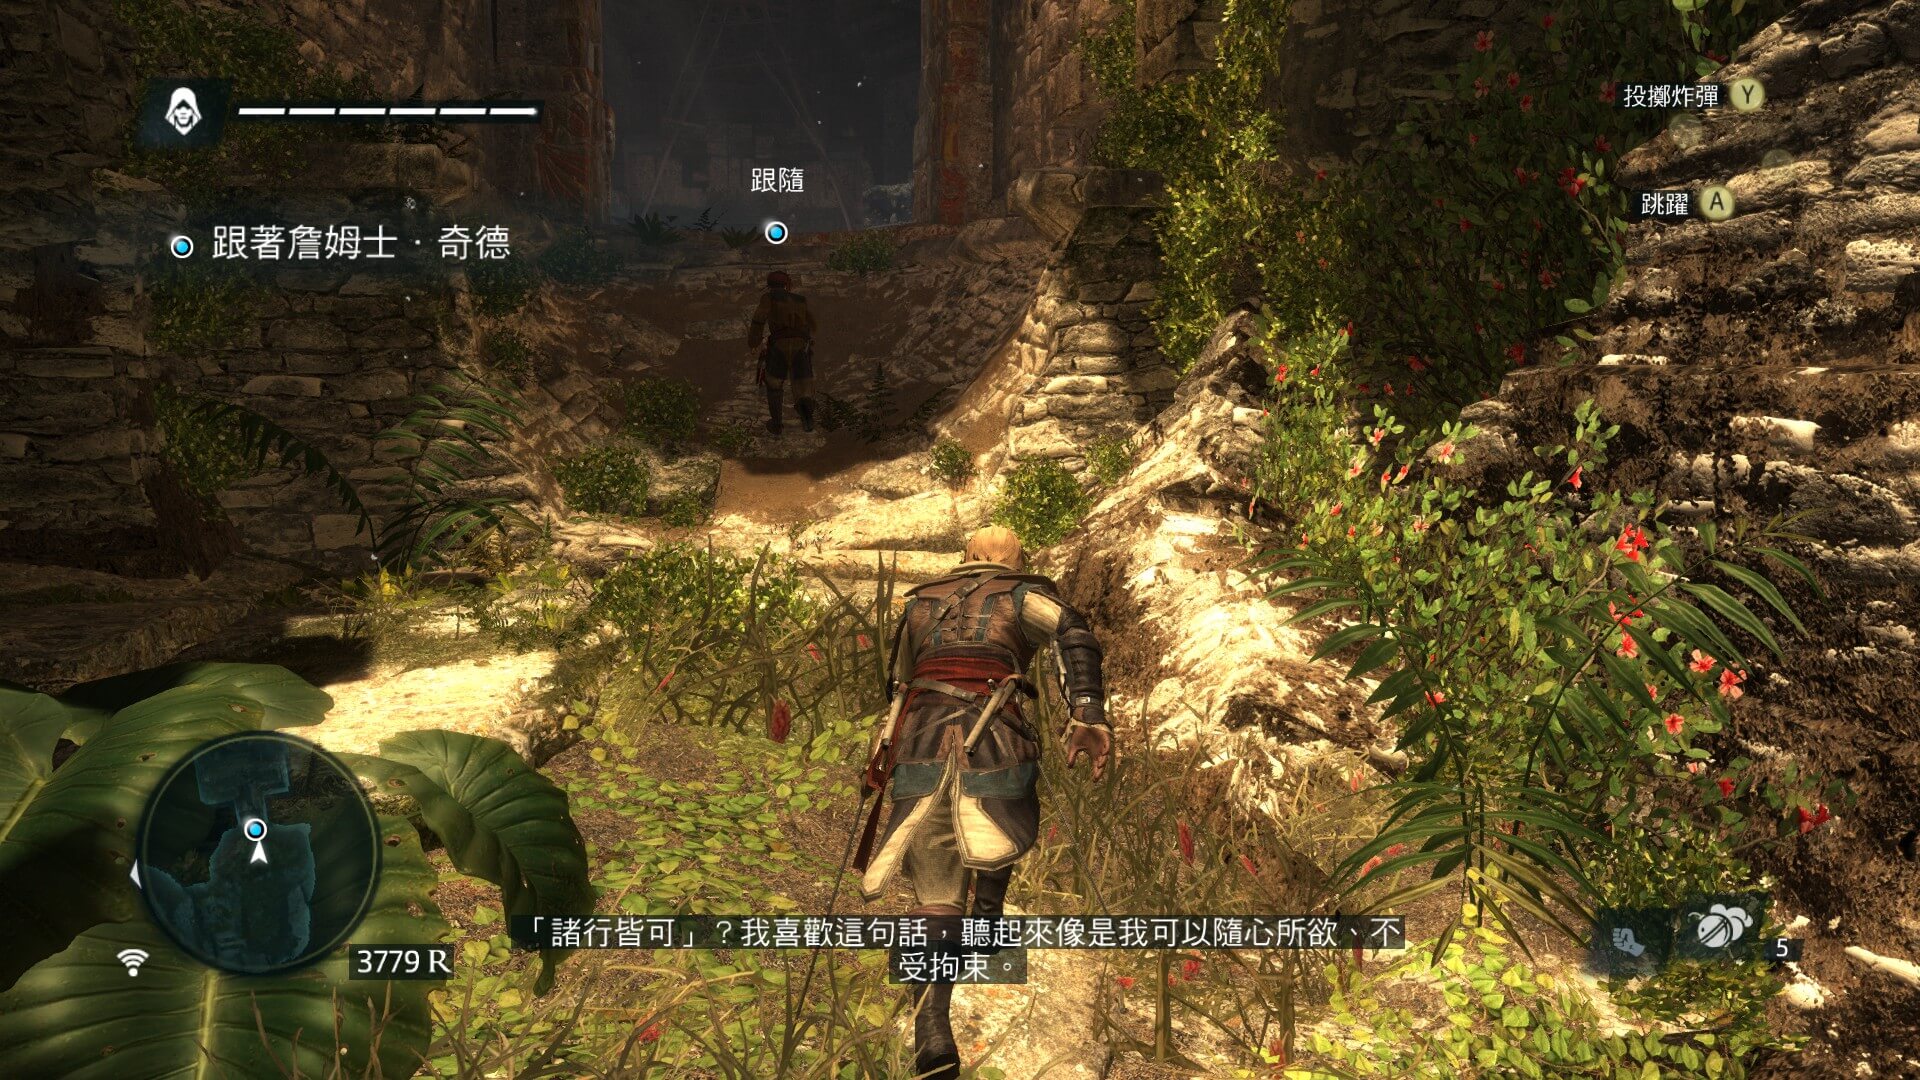 投擲炸彈 Y
跟隨
跳躍 A
跟著詹姆士·奇德
「諸行皆可」？我喜歡這句話，聽起來像是我可以隨心所欲、不
受拘束。
3779 R
5